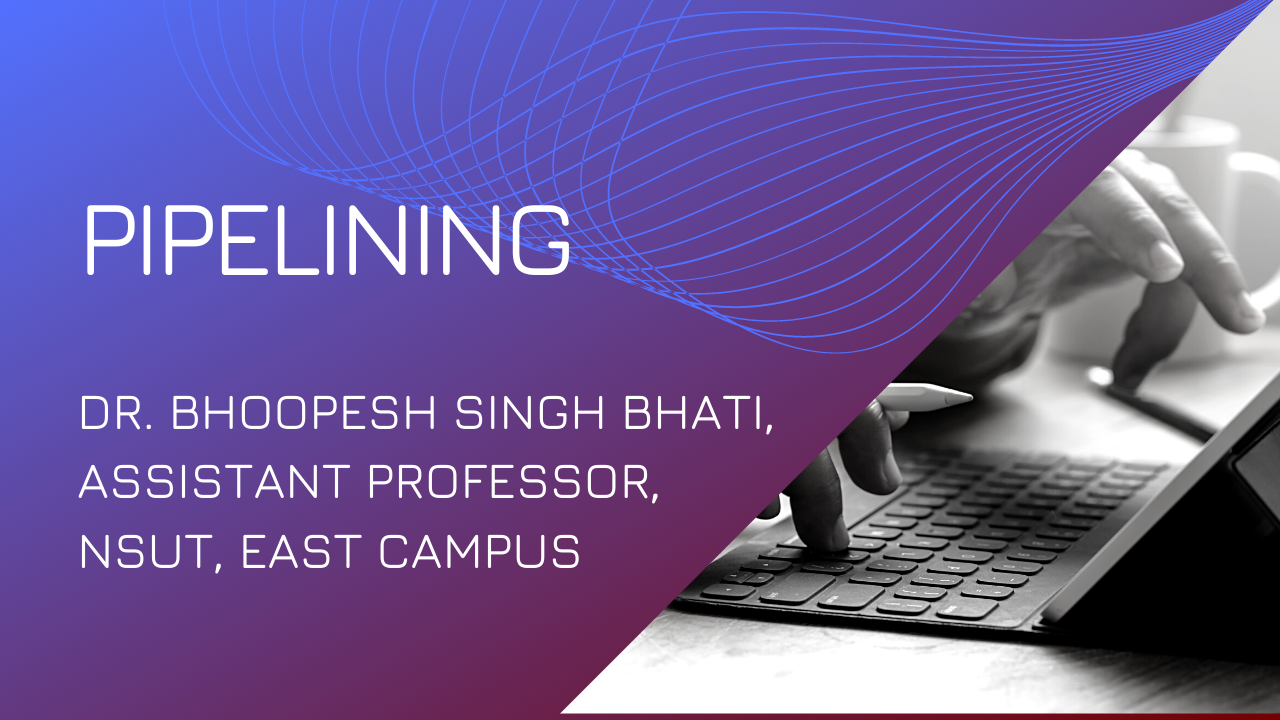 PIPELINING
DR. BHOOPESH SINGH BHATI,
ASSISTANT PROFESSOR,
NSUT, EAST CAMPUS